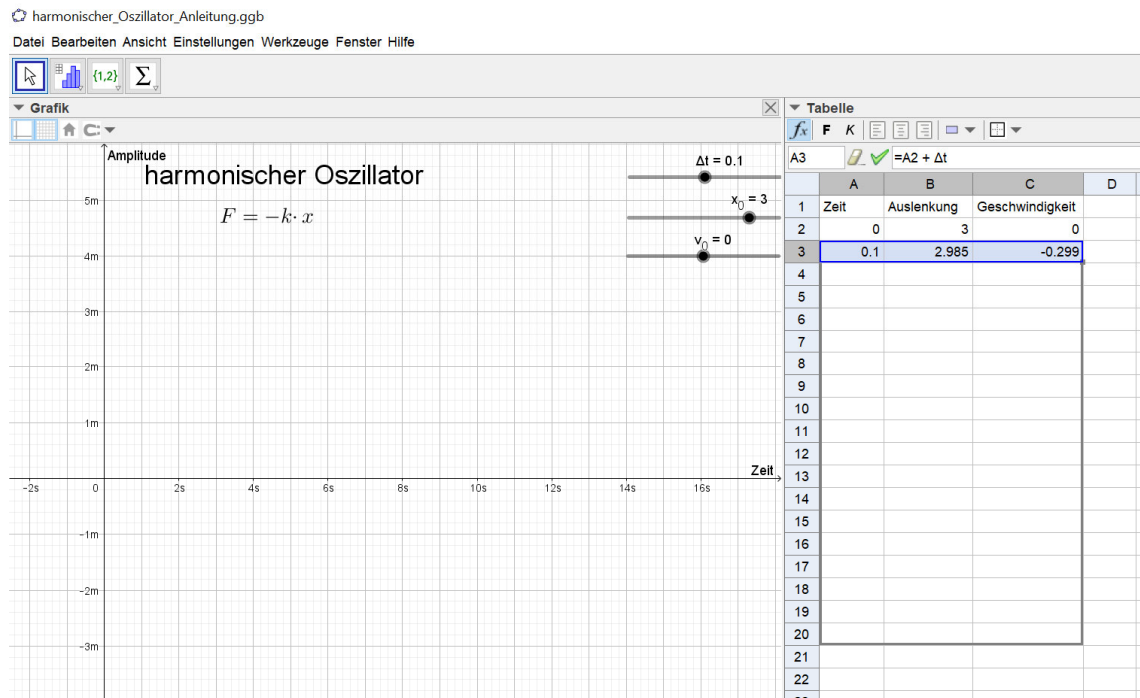 harmonischer_Oszillator_Anleitung.ggb
Datei Bearbeiten Ansicht Einstellungen Werkzeuge Fenster Hilfe
{1,2} Σ
Grafik
Tabelle
fx F K
A3 =A2 + Δt
Amplitude
harmonischer Oszillator
F = −k· x
Δt = 0.1
x0 = 3
v0 = 0
5m
4m
3m
2m
1m
Zeit
-2s 0 2s 4s 6s 8s 10s 12s 14s 16s
-1m
-2m
-3m
A B C D
1 Zeit Auslenkung Geschwindigkeit
2 0 3 0
3 0.1 2.985 -0.299
4
5
6
7
8
9
10
11
12
13
14
15
16
17
18
19
20
21
22